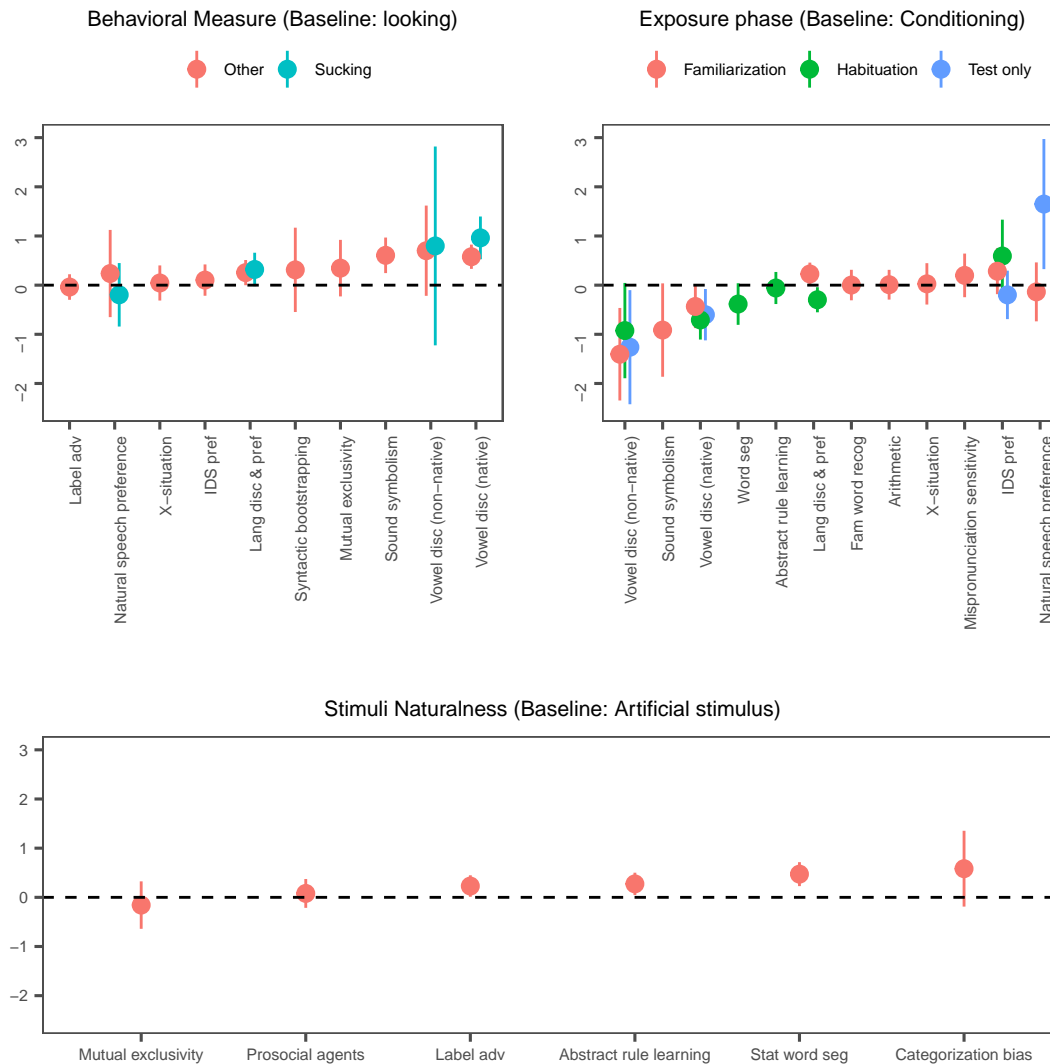 Behavioral Measure (Baseline: looking)
Other Sucking
3
2
1
0
−1
−2
Label adv
Natural speech preference
X−situation
IDS pref
Lang disc & pref
Syntactic bootstrapping
Mutual exclusivity
Sound symbolism
Vowel disc (non−native)
Vowel disc (native)
Exposure phase (Baseline: Conditioning)
Familiarization Habituation Test only
3
2
1
0
−1
−2
Vowel disc (non−native)
Sound symbolism
Vowel disc (native)
Word seg
Abstract rule learning
Lang disc & pref
Fam word recog
Arithmetic
X−situation
Mispronunciation sensitivity
IDS pref
Natural speech preference
Stimuli Naturalness (Baseline: Artificial stimulus)
3
2
1
0
−1
−2
Mutual exclusivity Prosocial agents Label adv Abstract rule learning Stat word seg Categorization bias